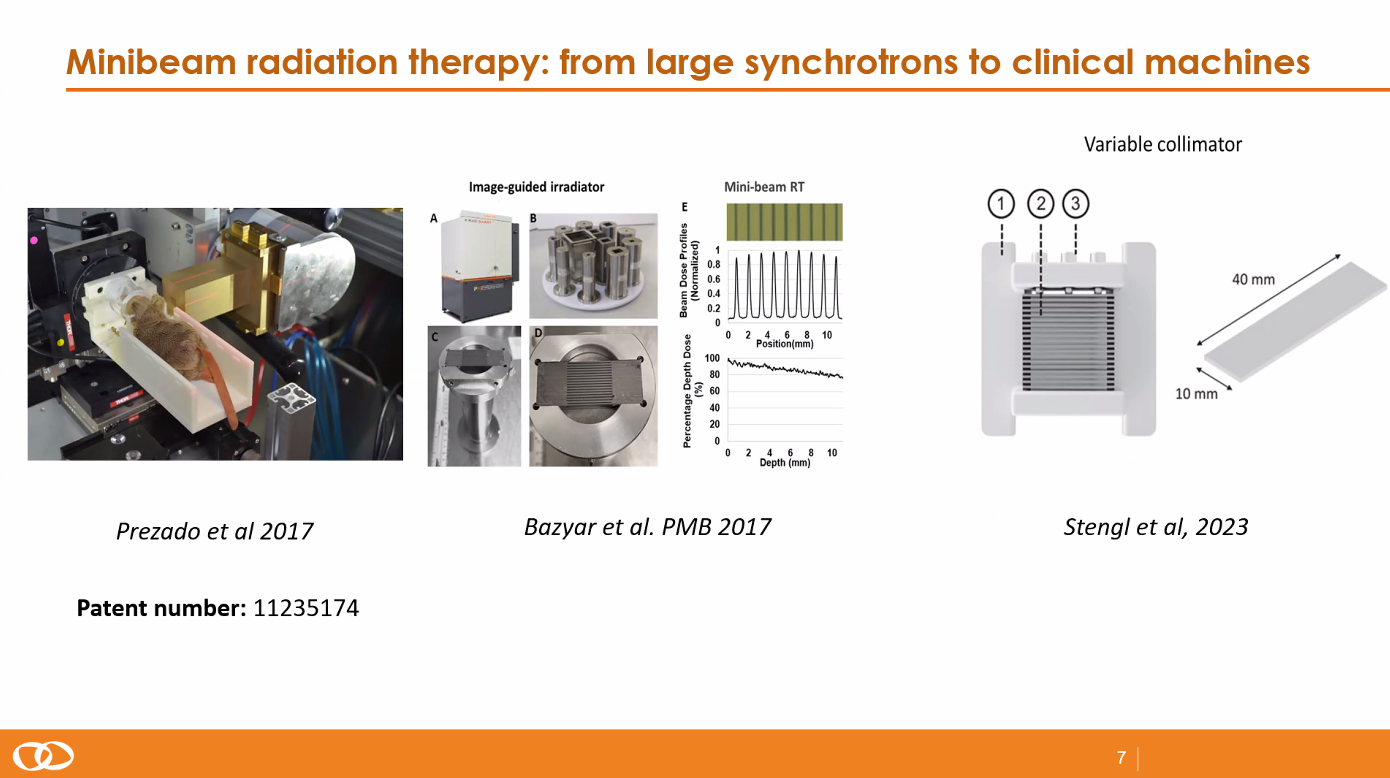 Minibeam radiation therapy: from large synchrotrons to clinical machines
Image-guided irradiator
A
B
C
D
Mini-beam RT
E
Beam Dose Profiles
(Normalized)
1
0.8
0.6
0.4
0.2
0
0 2 4 6 8 10
Position(mm)
Percentage Depth Dose
(%)
100
80
60
40
20
0
0 2 4 6 8 10
Depth (mm)
Variable collimator
1 2 3
40 mm
10 mm
Prezado et al 2017
Bazyar et al. PMB 2017
Stengl et al, 2023
Patent number: 11235174
7